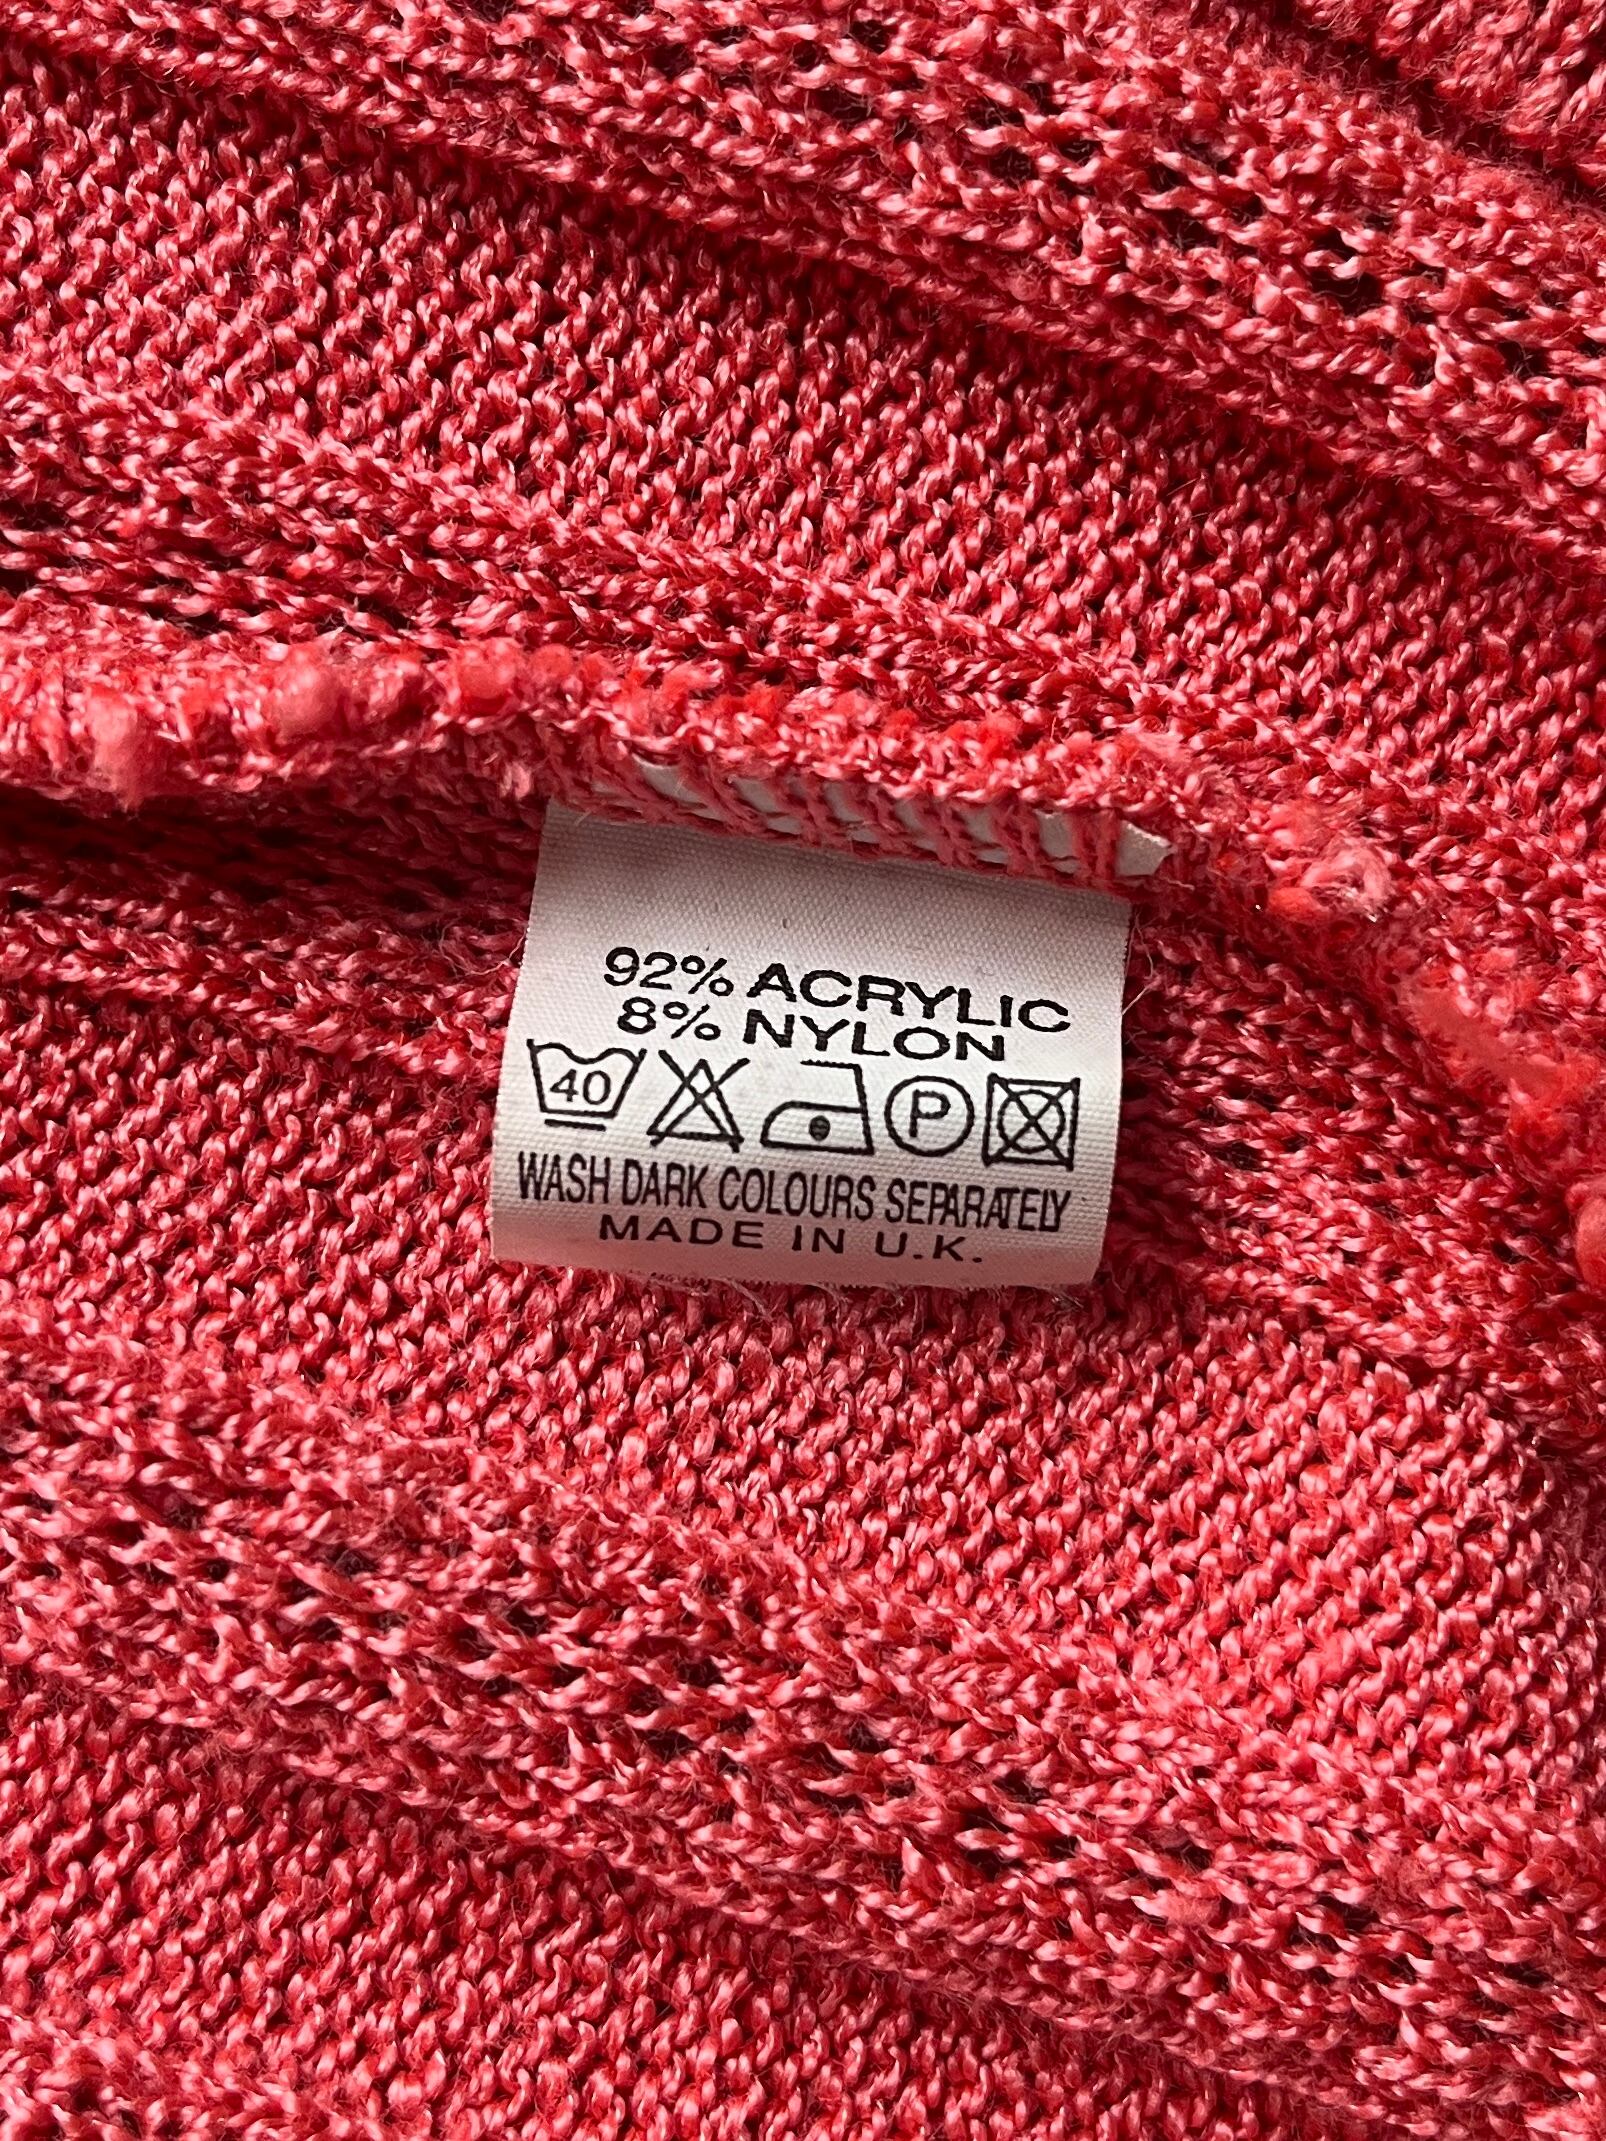 92% ACRYLIC
8% NYLON
40 P
WASH DARK COLOURS SEPARATELY
MADE IN U.K.